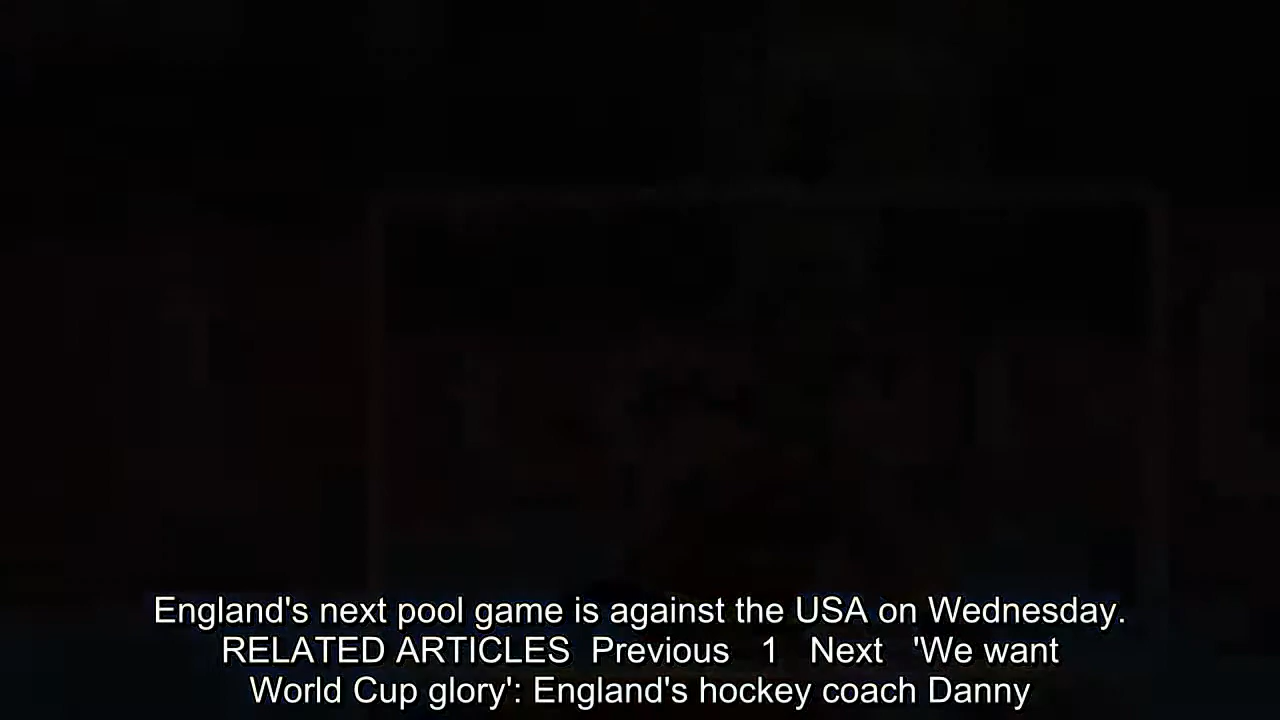 England's next pool game is against the USA on Wednesday.
RELATED ARTICLES Previous 1 Next 'We want
World Cup glory': England's hockey coach Danny